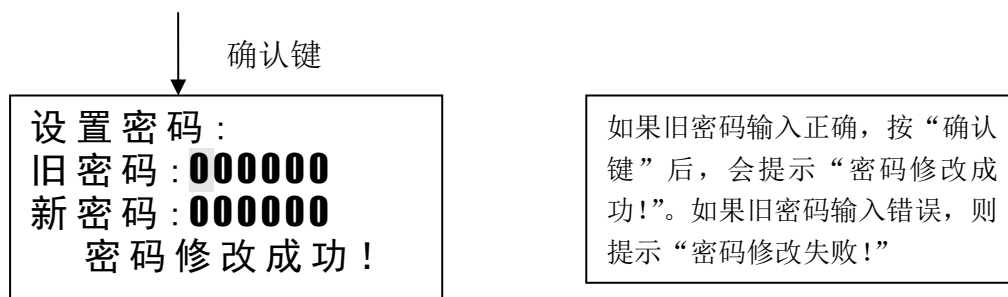 确认键
设置密码:
旧密码:000000
新密码:000000
密码修改成功!
如果旧密码输入正确，按“确认
键”后，会提示“密码修改成
功!”。如果旧密码输入错误，则
提示“密码修改失败!”